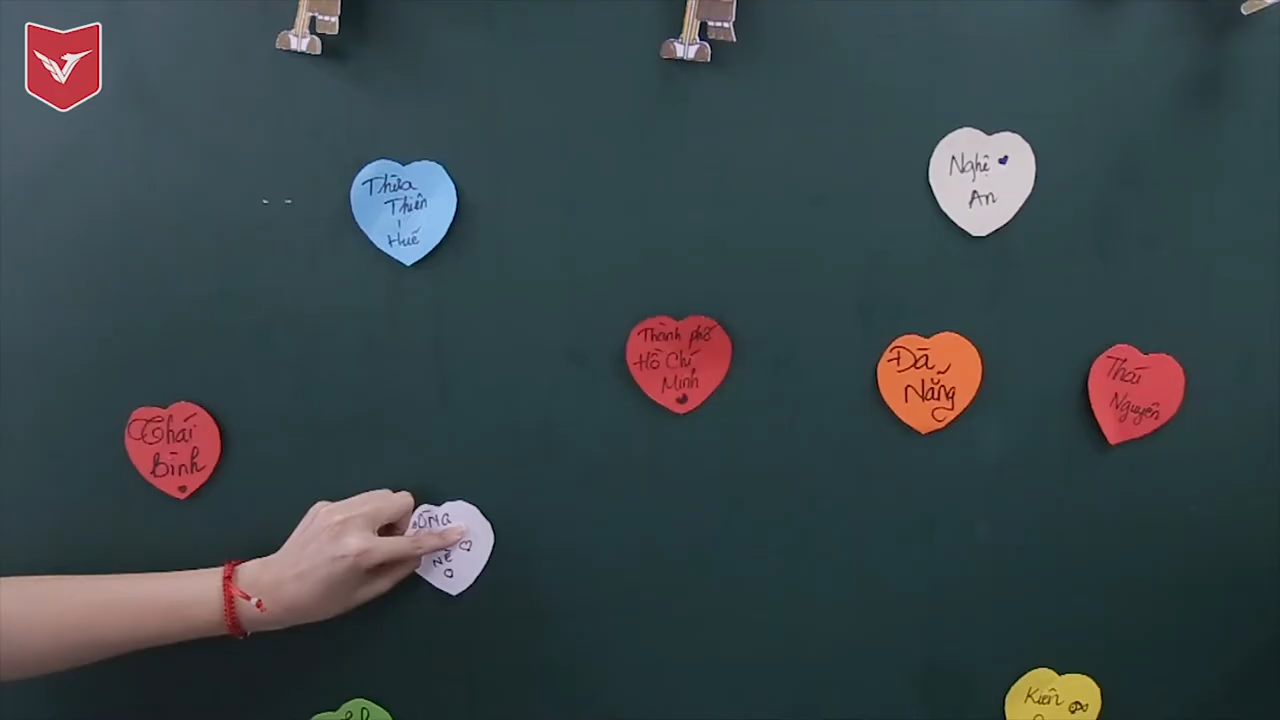 Thừa
Thiên
Huế
Nghệ
An
Thành phố
Hồ Chí
Minh
Đà
Nẵng
Thái
Nguyên
Thái
Bình
Kiên